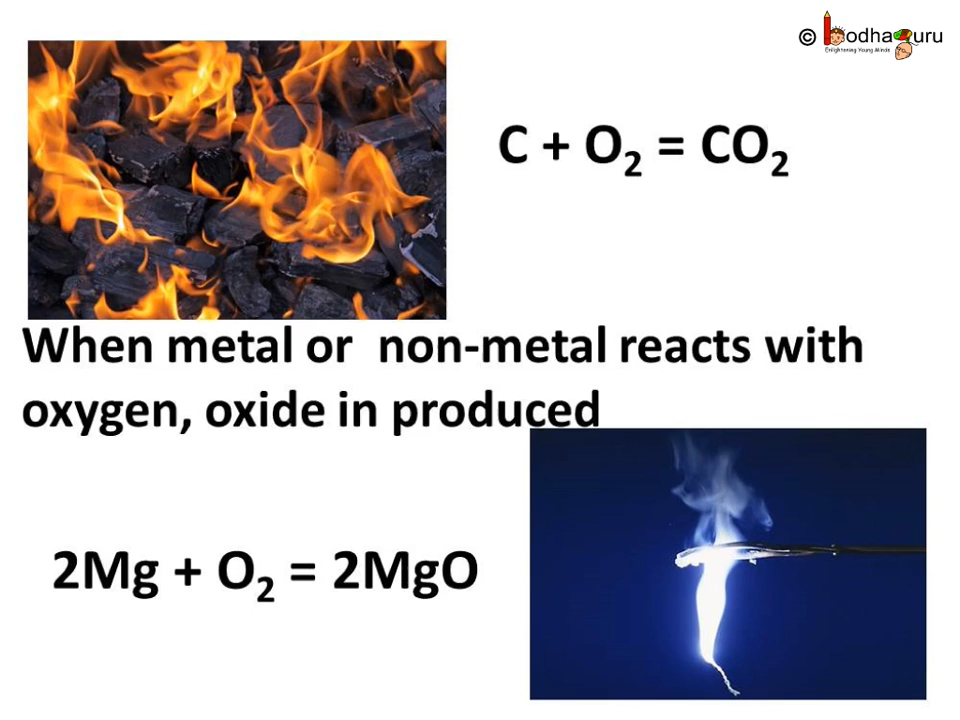 © bodhaGuru
Enlightening Young Minds
C + O₂ = CO₂
When metal or  non-metal reacts with
oxygen, oxide in produced
2Mg + O₂ = 2MgO